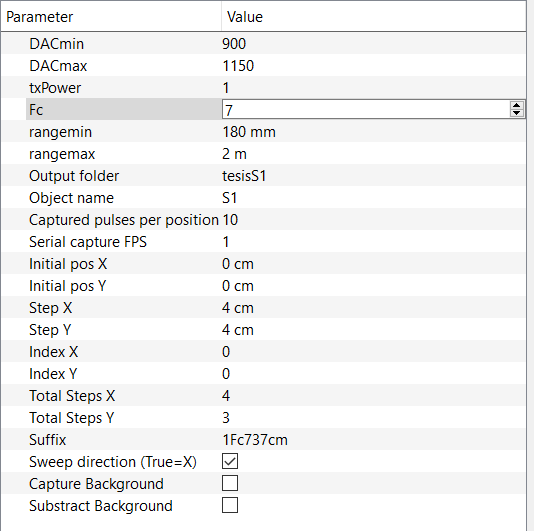 Parameter Value
DACmin 900
DACmax 1150
txPower 1
Fc 7
rangemin 180 mm
rangemax 2 m
Output folder tesisS1
Object name S1
Captured pulses per position 10
Serial capture FPS 1
Initial pos X 0 cm
Initial pos Y 0 cm
Step X 4 cm
Step Y 4 cm
Index X 0
Index Y 0
Total Steps X 4
Total Steps Y 3
Suffix 1Fc737cm
Sweep direction (True=X)
Capture Background
Substract Background